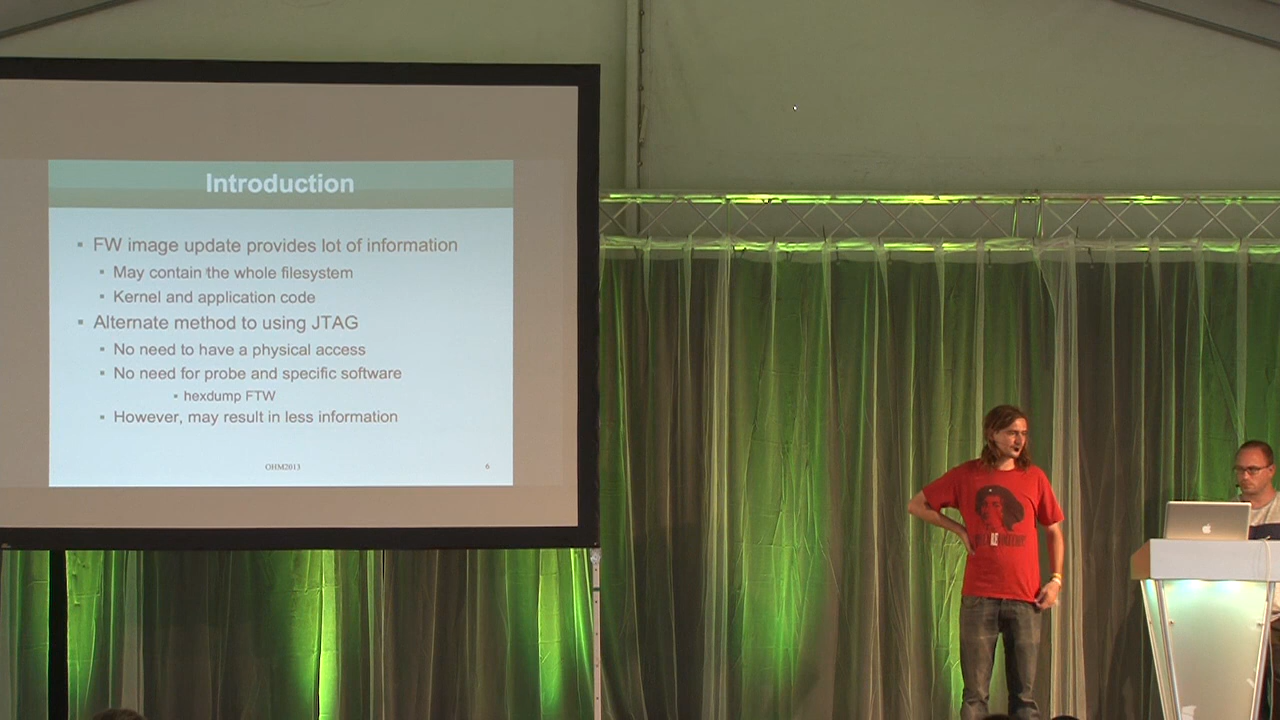 Introduction
FW image update provides lot of information
May contain the whole filesystem
Kernel and application code
Alternate method to using JTAG
No need to have a physical access
No need for probe and specific software
hexdump FTW
However, may result in less information
OHM2013
6